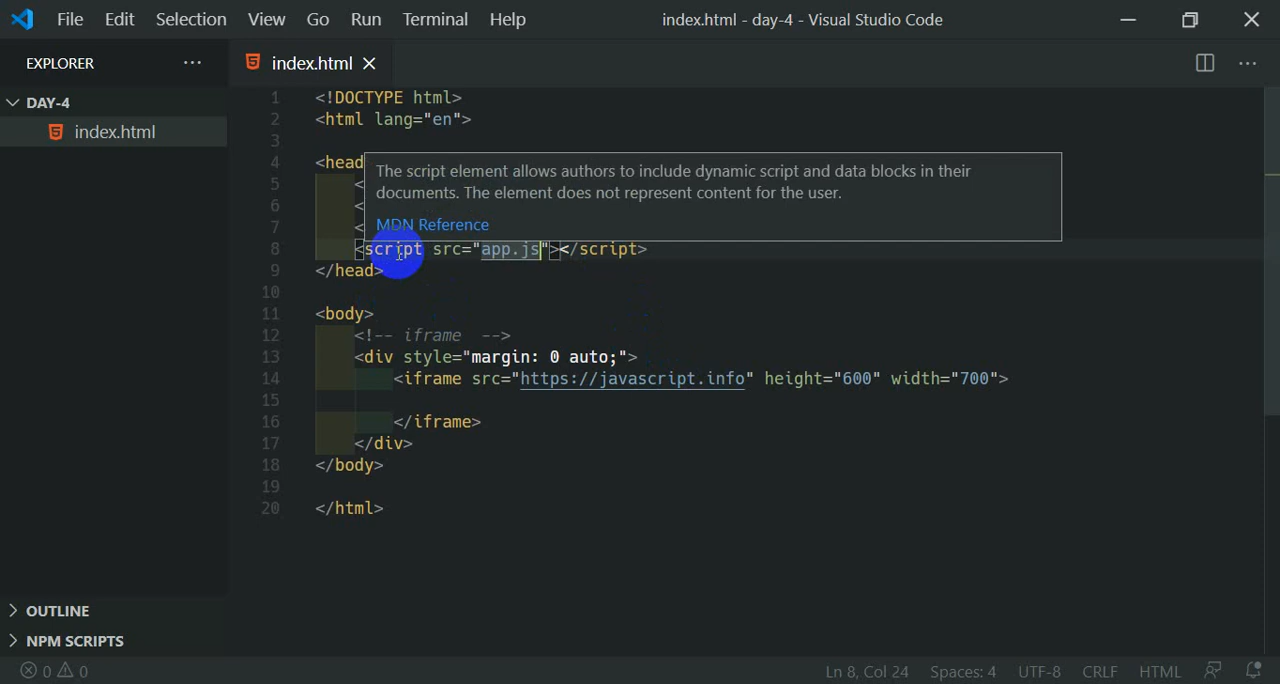 File Edit Selection View Go Run Terminal Help index.html - day-4 - Visual Studio Code
EXPLORER ··· index.html
DAY-4
index.html
1 <!DOCTYPE html>
2 <html lang="en">
3
4 <head
The script element allows authors to include dynamic script and data blocks in their
documents. The element does not represent content for the user.
MDN Reference
5 <
6 <
7 <
8 <script src="app.js"></script>
9 </head>
10
11 <body>
12 <!-- iframe -->
13 <div style="margin: 0 auto;">
14 <iframe src="https://javascript.info" height="600" width="700">
15
16 </iframe>
17 </div>
18 </body>
19
20 </html>
OUTLINE
NPM SCRIPTS
0 0 Ln 8, Col 24 Spaces: 4 UTF-8 CRLF HTML